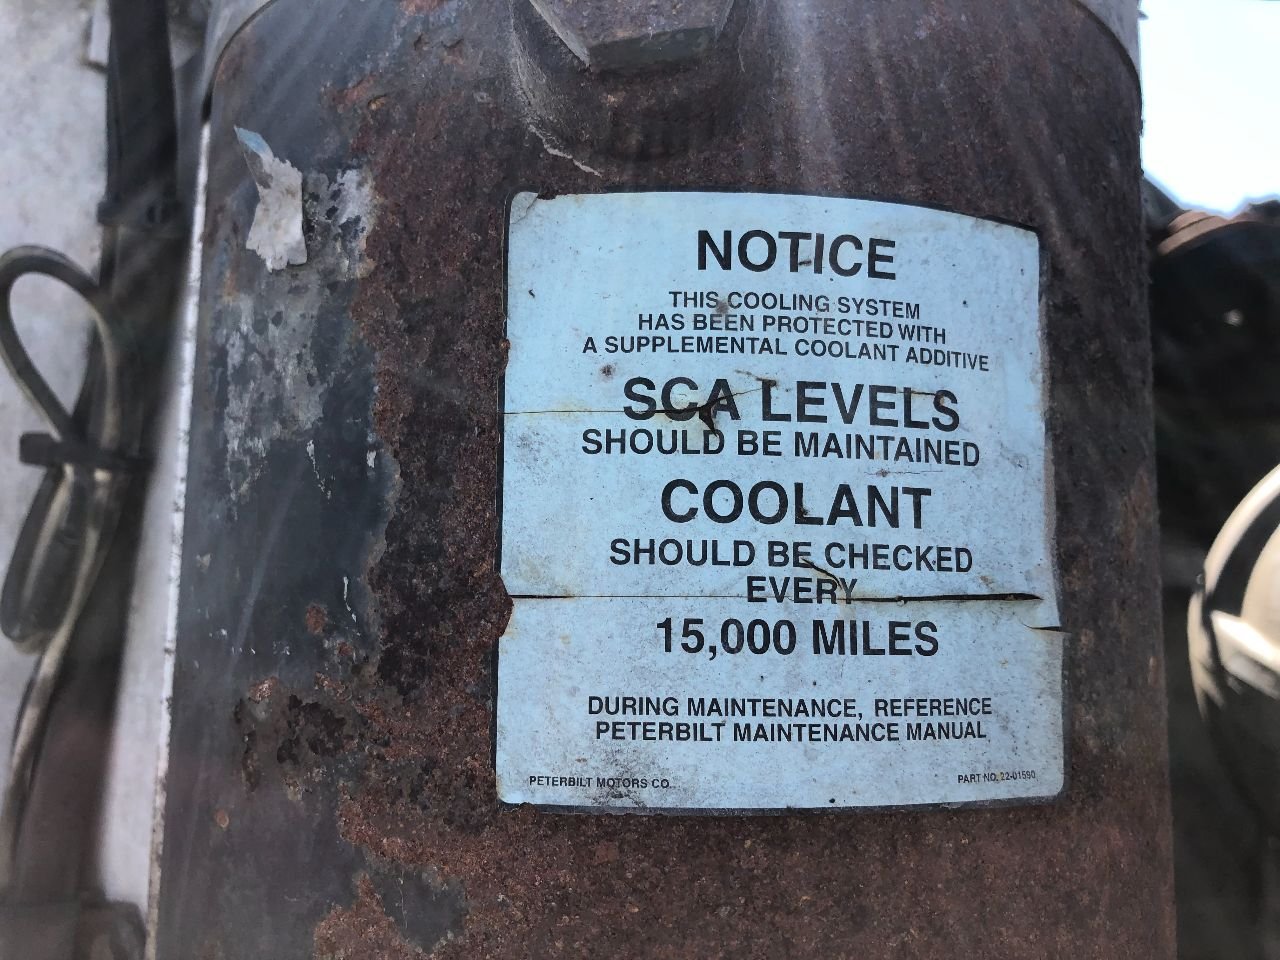 NOTICE
THIS COOLING SYSTEM
HAS BEEN PROTECTED WITH
A SUPPLEMENTAL COOLANT ADDITIVE
SCA LEVELS
SHOULD BE MAINTAINED
COOLANT
SHOULD BE CHECKED
EVERY
15,000 MILES
DURING MAINTENANCE, REFERENCE
PETERBILT MAINTENANCE MANUAL
PETERBILT MOTORS CO.
PART NO. 22-01590